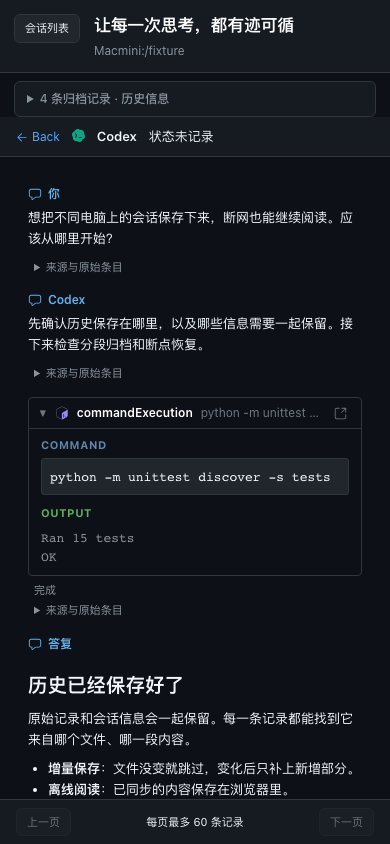 会话列表
让每一次思考，都有迹可循
Macmini:/fixture
▶ 4 条归档记录 · 历史信息
← Back Codex 状态未记录
你
想把不同电脑上的会话保存下来，断网也能继续阅读。应
该从哪里开始?
▶ 来源与原始条目
Codex
先确认历史保存在哪里，以及哪些信息需要一起保留。接
下来检查分段归档和断点恢复。
▶ 来源与原始条目
▼ commandExecution python -m unittest ...
COMMAND
python -m unittest discover -s tests
OUTPUT
Ran 15 tests
OK
完成
▶ 来源与原始条目
答复
历史已经保存好了
原始记录和会话信息会一起保留。每一条记录都能找到它
来自哪个文件、哪一段内容。
• 增量保存：文件没变就跳过，变化后只补上新增部分。
• 离线阅读：已同步的内容保存在浏览器里。
上一页 每页最多 60 条记录 下一页